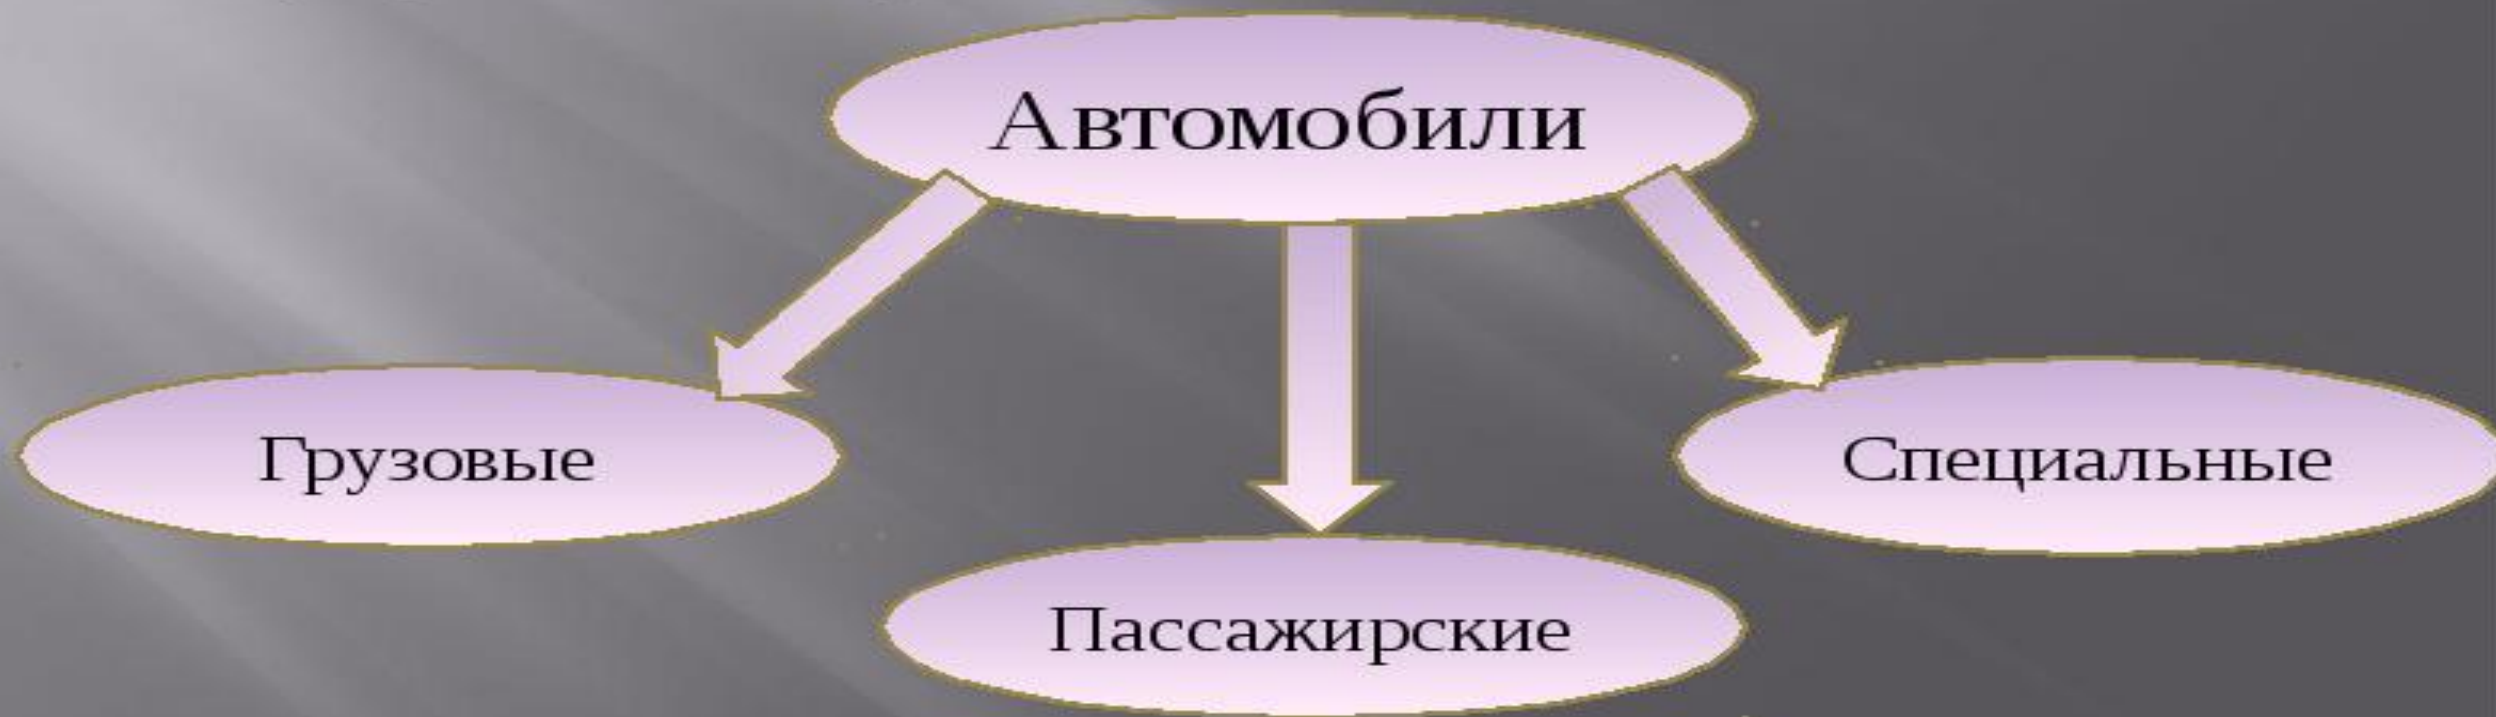 Автомобили
Грузовые
Специальные
Пассажирские